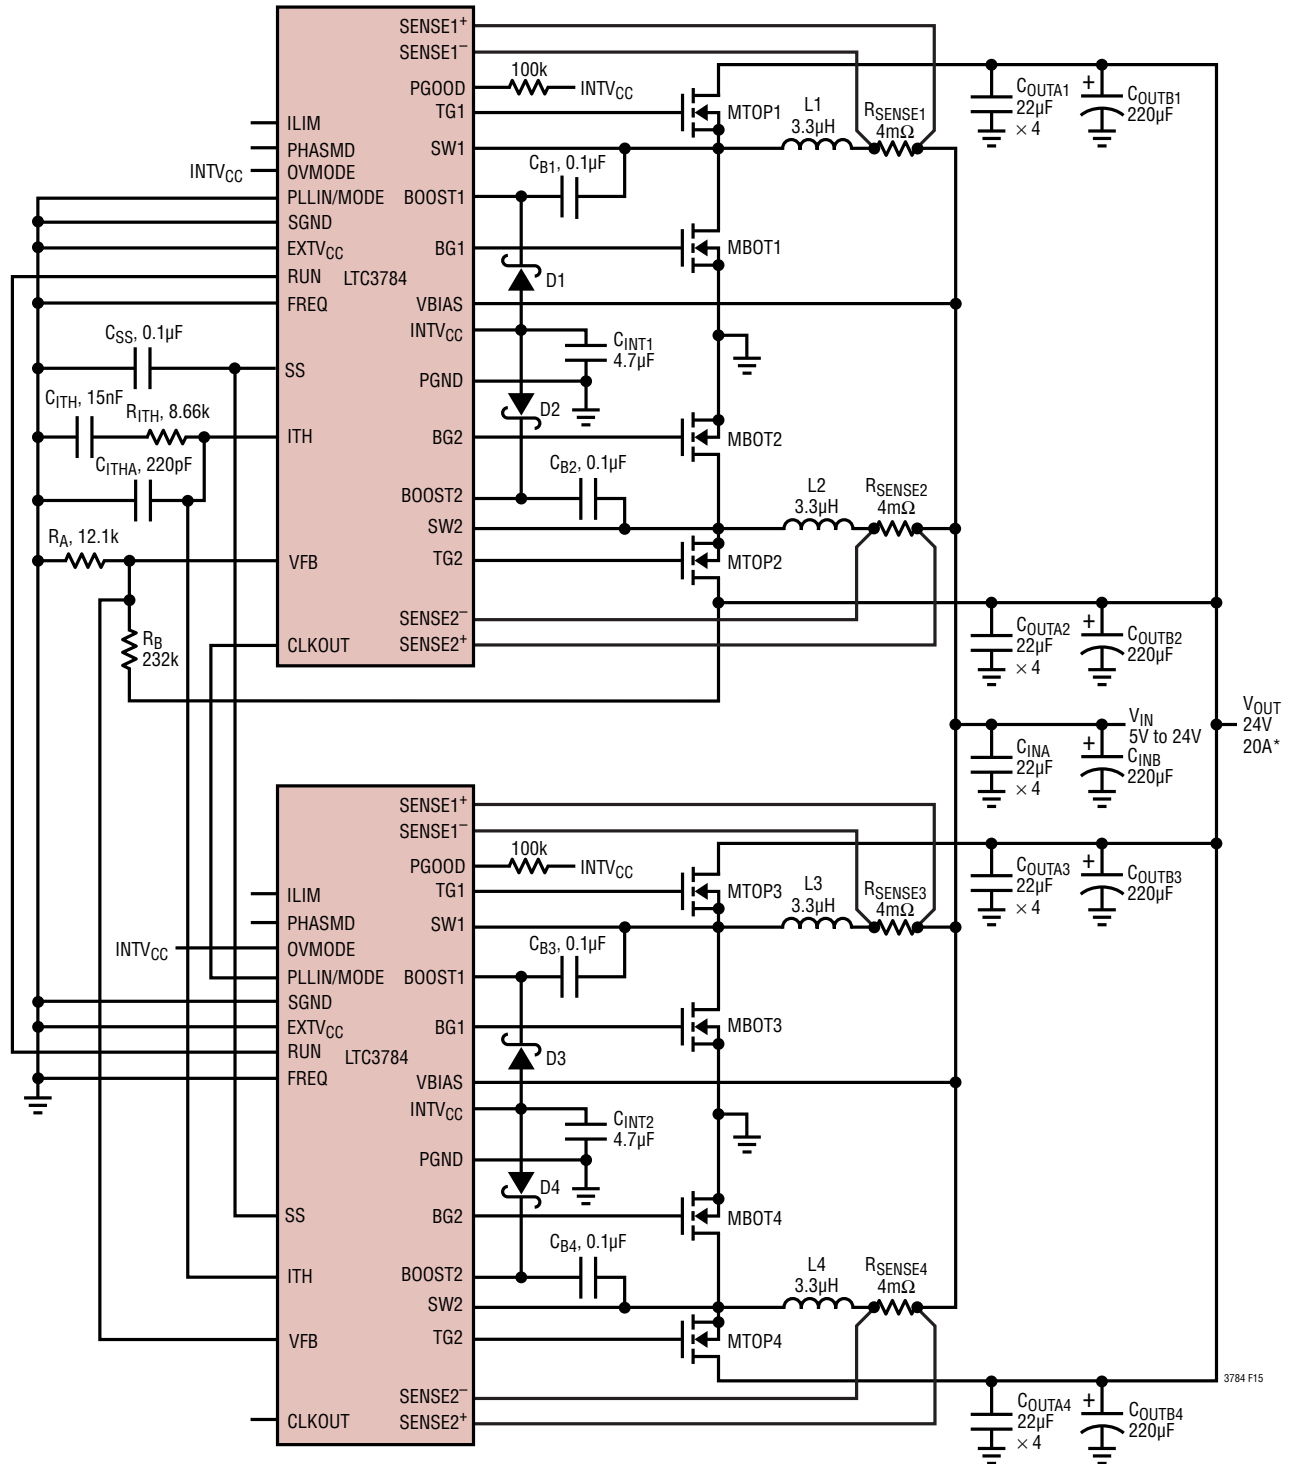 SENSE1+
SENSE1–
PGOOD
100k
INTVCC
TG1
MTOP1
L1
3.3µH
RSENSE1
4mΩ
COUTA1
22µF
× 4
+
COUTB1
220µF
ILIM
PHASMD
INTVCC
OVMODE
PLLIN/MODE
SGND
EXTVCC
RUN
LTC3784
FREQ
SW1
CB1, 0.1µF
BOOST1
BG1
MBOT1
D1
VBIAS
INTVCC
CINT1
4.7µF
PGND
D2
CSS, 0.1µF
SS
CITH, 15nF
RITH, 8.66k
ITH
CITHA, 220pF
RA, 12.1k
VFB
RB
232k
CLKOUT
BG2
MBOT2
CB2, 0.1µF
BOOST2
SW2
L2
3.3µH
RSENSE2
4mΩ
TG2
MTOP2
SENSE2–
SENSE2+
COUTA2
22µF
× 4
+
COUTB2
220µF
VIN
5V to 24V
CINA
22µF
× 4
+
CINB
220µF
VOUT
24V
20A*
SENSE1+
SENSE1–
PGOOD
100k
INTVCC
TG1
MTOP3
L3
3.3µH
RSENSE3
4mΩ
COUTA3
22µF
× 4
+
COUTB3
220µF
ILIM
PHASMD
INTVCC
OVMODE
PLLIN/MODE
SGND
EXTVCC
RUN
LTC3784
FREQ
SW1
CB3, 0.1µF
BOOST1
BG1
MBOT3
D3
VBIAS
INTVCC
CINT2
4.7µF
PGND
D4
SS
ITH
VFB
CLKOUT
BG2
MBOT4
CB4, 0.1µF
BOOST2
SW2
L4
3.3µH
RSENSE4
4mΩ
TG2
MTOP4
SENSE2–
SENSE2+
3784 F15
COUTA4
22µF
× 4
+
COUTB4
220µF